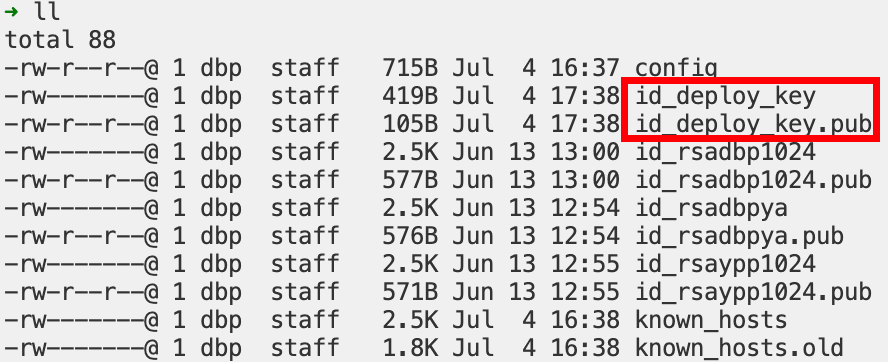 ➜ ll
total 88
-rw-r--r--@ 1 dbp  staff   715B Jul  4 16:37 config
-rw-------@ 1 dbp  staff   419B Jul  4 17:38 id_deploy_key
-rw-r--r--@ 1 dbp  staff   105B Jul  4 17:38 id_deploy_key.pub
-rw-------@ 1 dbp  staff   2.5K Jun 13 13:00 id_rsadbp1024
-rw-r--r--@ 1 dbp  staff   577B Jun 13 13:00 id_rsadbp1024.pub
-rw-------@ 1 dbp  staff   2.5K Jun 13 12:54 id_rsadbpya
-rw-r--r--@ 1 dbp  staff   576B Jun 13 12:54 id_rsadbpya.pub
-rw-------@ 1 dbp  staff   2.5K Jun 13 12:55 id_rsaypp1024
-rw-r--r--@ 1 dbp  staff   571B Jun 13 12:55 id_rsaypp1024.pub
-rw-------@ 1 dbp  staff   2.5K Jul  4 16:38 known_hosts
-rw-------@ 1 dbp  staff   1.8K Jul  4 16:38 known_hosts.old